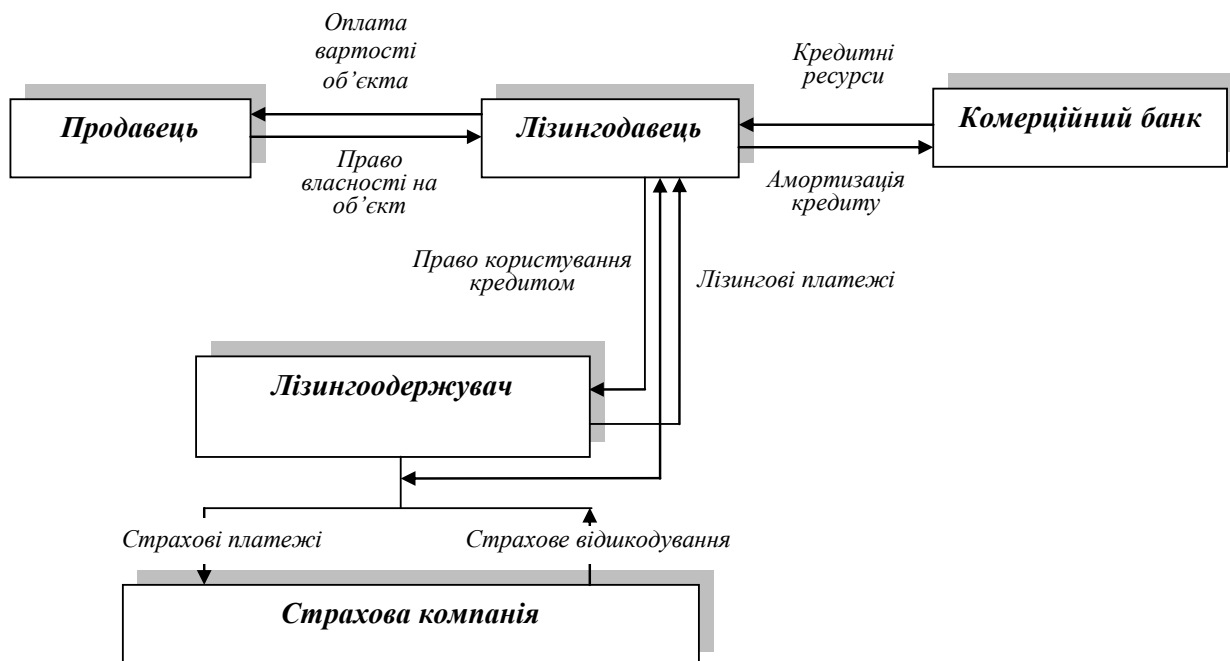 Оплата
вартості
об’єкта
Кредитні
ресурси
Продавець
Лізингодавець
Комерційний банк
Право
власності на
об’єкт
Амортизація
кредиту
Право користування
кредитом
Лізингові платежі
Лізингоодержувач
Страхові платежі
Страхове відшкодування
Страхова компанія